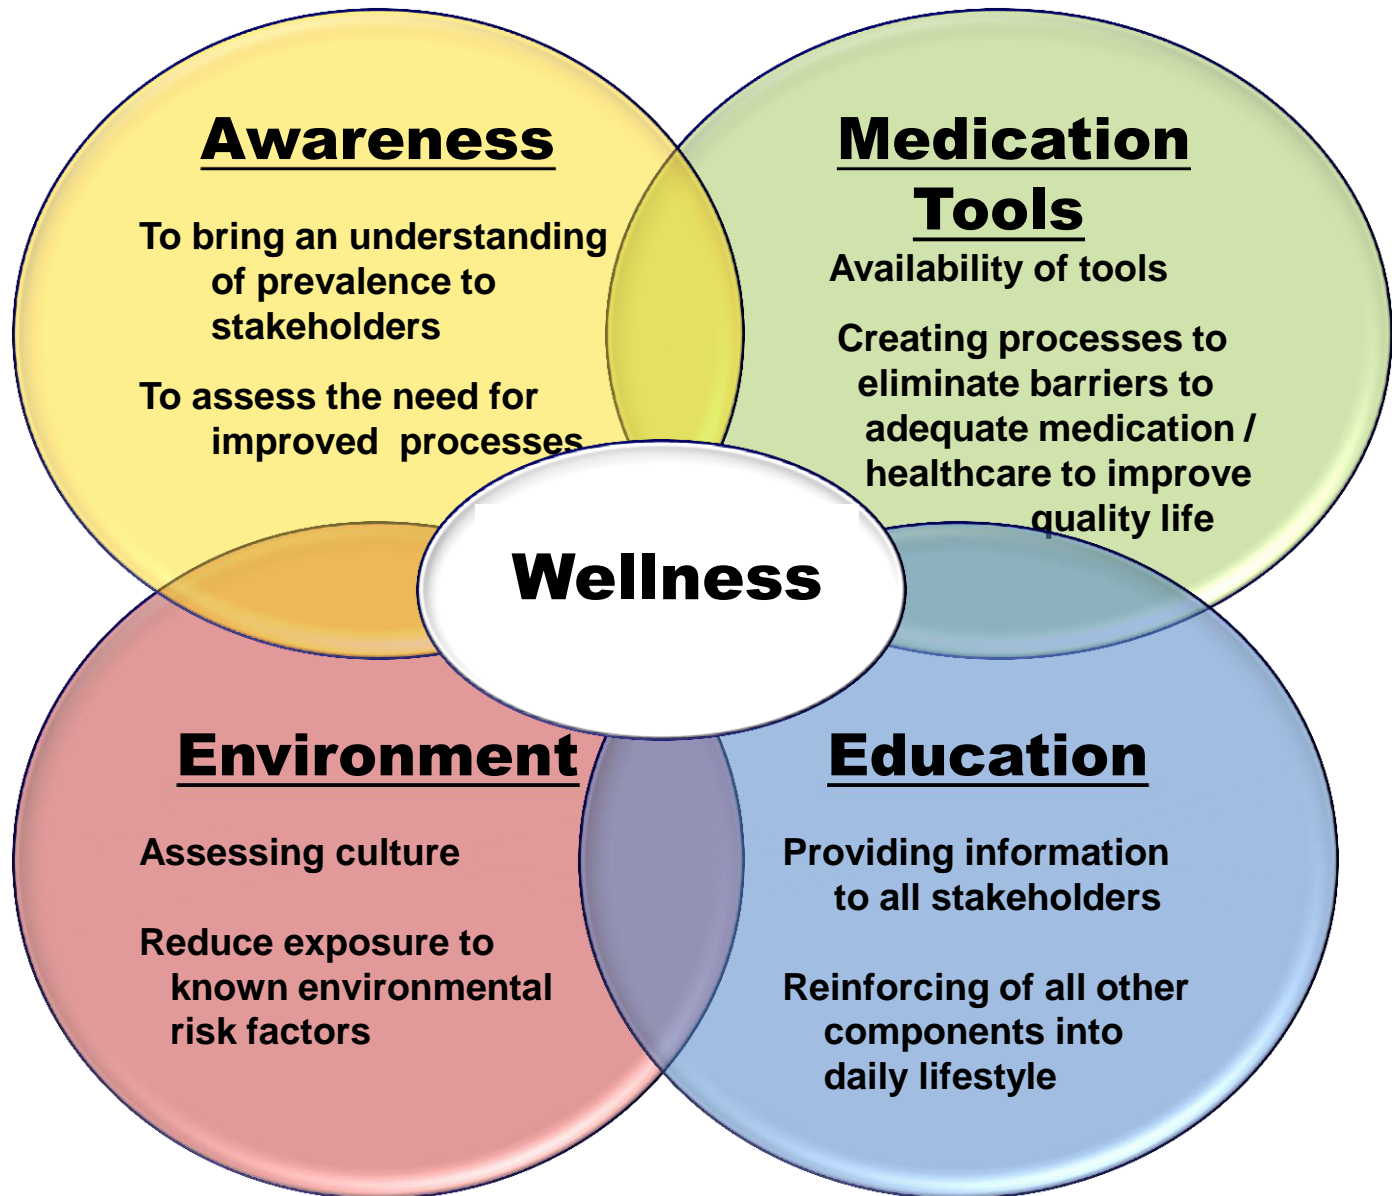 Awareness
To bring an understanding
of prevalence to
stakeholders
To assess the need for
improved processes
Medication
Tools
Availability of tools
Creating processes to
eliminate barriers to
adequate medication /
healthcare to improve
quality life
Wellness
Environment
Assessing culture
Reduce exposure to
known environmental
risk factors
Education
Providing information
to all stakeholders
Reinforcing of all other
components into
daily lifestyle